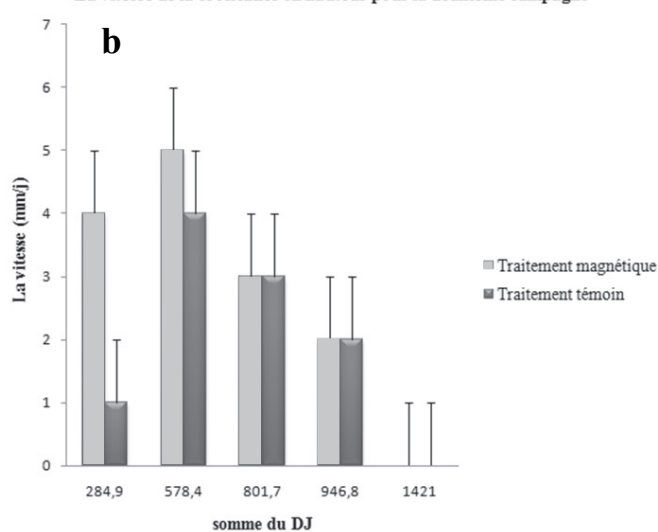 b
7
6
5
4
3
2
1
0
La vitesse (mm/j)
284,9 578,4 801,7 946,8 1421
somme du DJ
Traitement magnétique
Traitement témoin